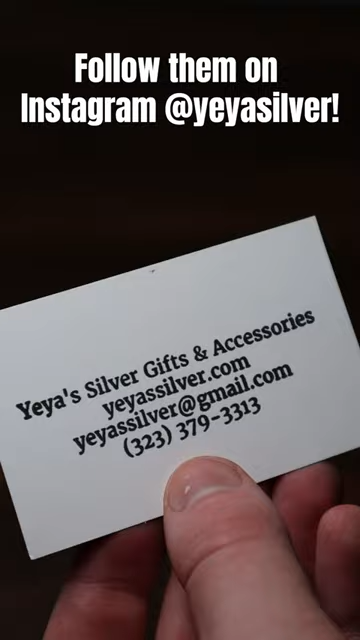 Follow them on
Instagram @yeyasilver!
Yeya's Silver Gifts & Accessories
yeyassilver.com
yeyassilver@gmail.com
(323) 379-3313